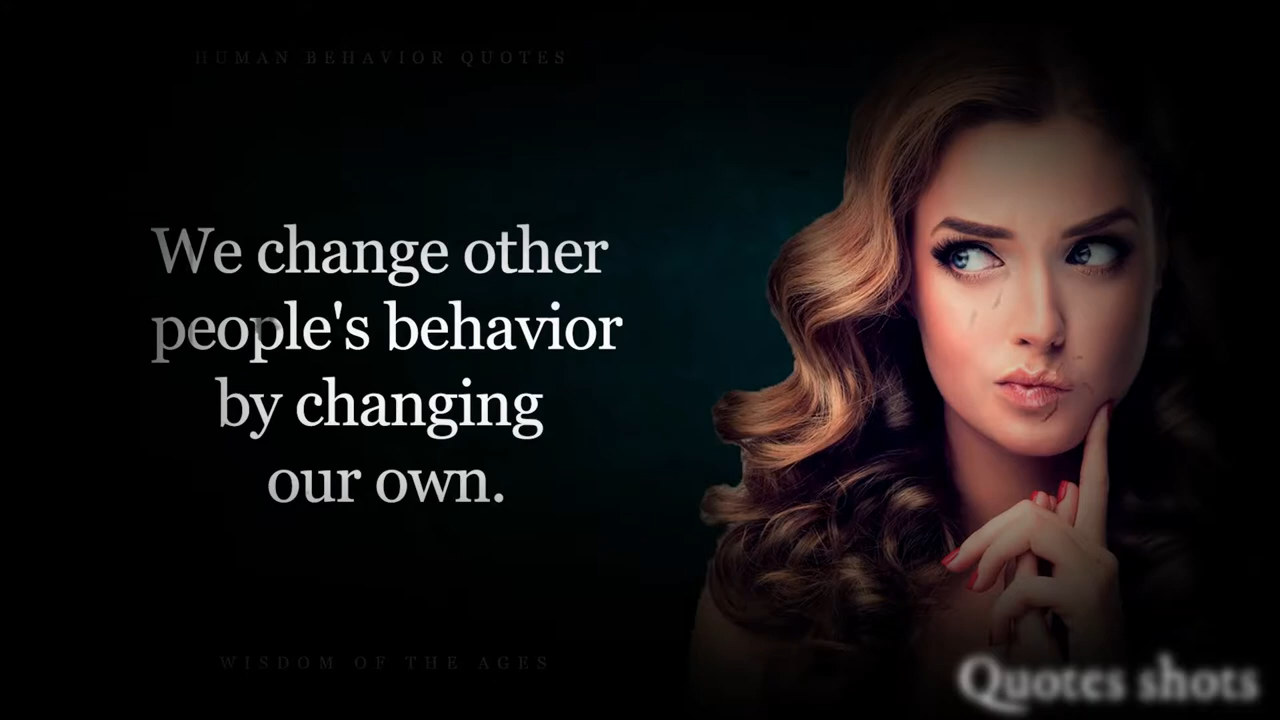 HUMAN BEHAVIOR QUOTES
We change other
people's behavior
by changing
our own.
WISDOM OF THE AGES
Quotes shots